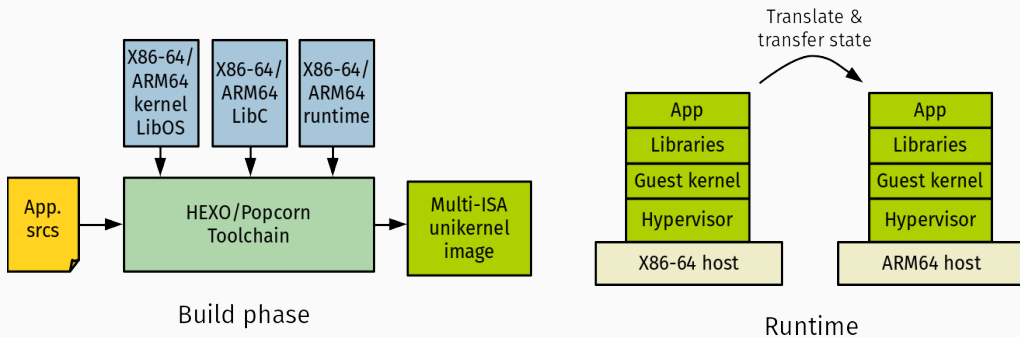 X86-64/
ARM64
kernel
LibOS
X86-64/
ARM64
LibC
X86-64/
ARM64
runtime
App.
srcs
HEXO/Popcorn
Toolchain
Multi-ISA
unikernel
image
Build phase
Translate &
transfer state
App
Libraries
Guest kernel
Hypervisor
X86-64 host
App
Libraries
Guest kernel
Hypervisor
ARM64 host
Runtime